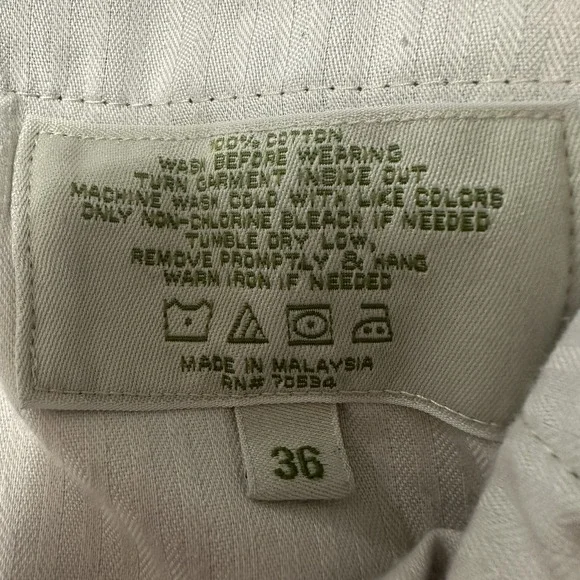 100% COTTON
WASH BEFORE WEARING
TURN GARMENT INSIDE OUT
MACHINE WASH COLD WITH LIKE COLORS
ONLY NON-CHLORINE BLEACH IF NEEDED
TUMBLE DRY LOW,
REMOVE PROMPTLY & HANG
WARM IRON IF NEEDED
MADE IN MALAYSIA
RN# 70534
36